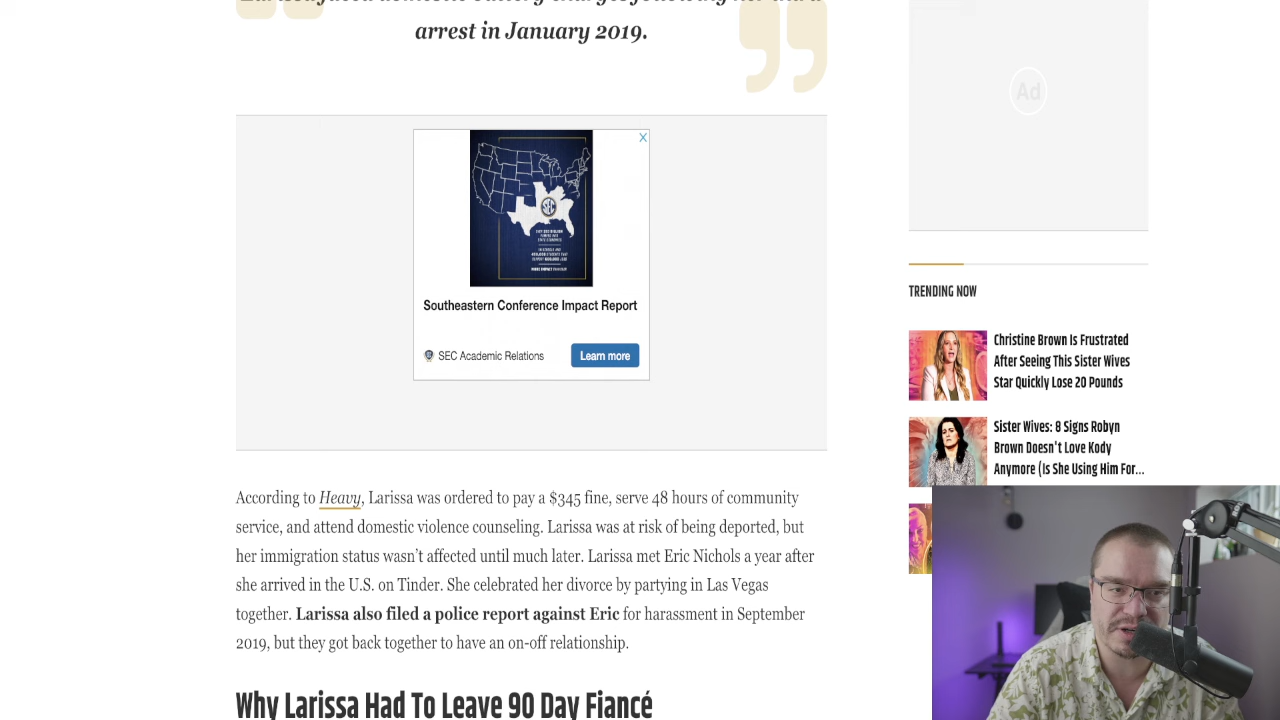 arrest in January 2019.
Ad
X
SEC
Southeastern Conference Impact Report
SEC Academic Relations
Learn more
TRENDING NOW
Christine Brown Is Frustrated
After Seeing This Sister Wives
Star Quickly Lose 20 Pounds
Sister Wives: 8 Signs Robyn
Brown Doesn't Love Kody
Anymore (Is She Using Him For...
According to Heavy, Larissa was ordered to pay a $345 fine, serve 48 hours of community
service, and attend domestic violence counseling. Larissa was at risk of being deported, but
her immigration status wasn’t affected until much later. Larissa met Eric Nichols a year after
she arrived in the U.S. on Tinder. She celebrated her divorce by partying in Las Vegas
together. Larissa also filed a police report against Eric for harassment in September
2019, but they got back together to have an on-off relationship.
Why Larissa Had To Leave 90 Day Fiancé